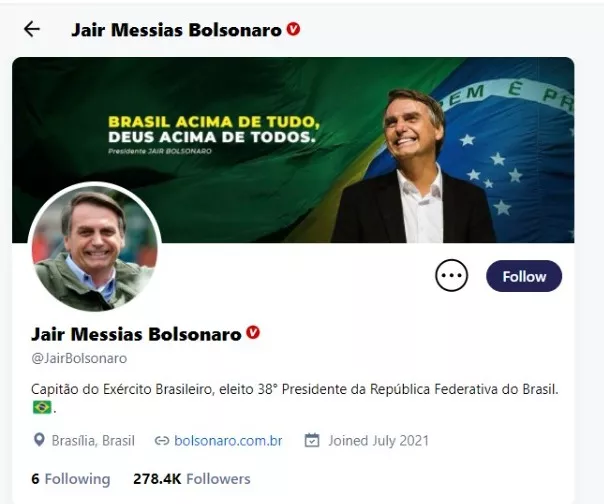 Jair Messias Bolsonaro
BRASIL ACIMA DE TUDO,
DEUS ACIMA DE TODOS.
Presidente JAIR BOLSONARO
EM É PR
Follow
Jair Messias Bolsonaro
@JairBolsonaro
Capitão do Exército Brasileiro, eleito 38° Presidente da República Federativa do Brasil.
Brasília, Brasil bolsonaro.com.br Joined July 2021
6 Following 278.4K Followers